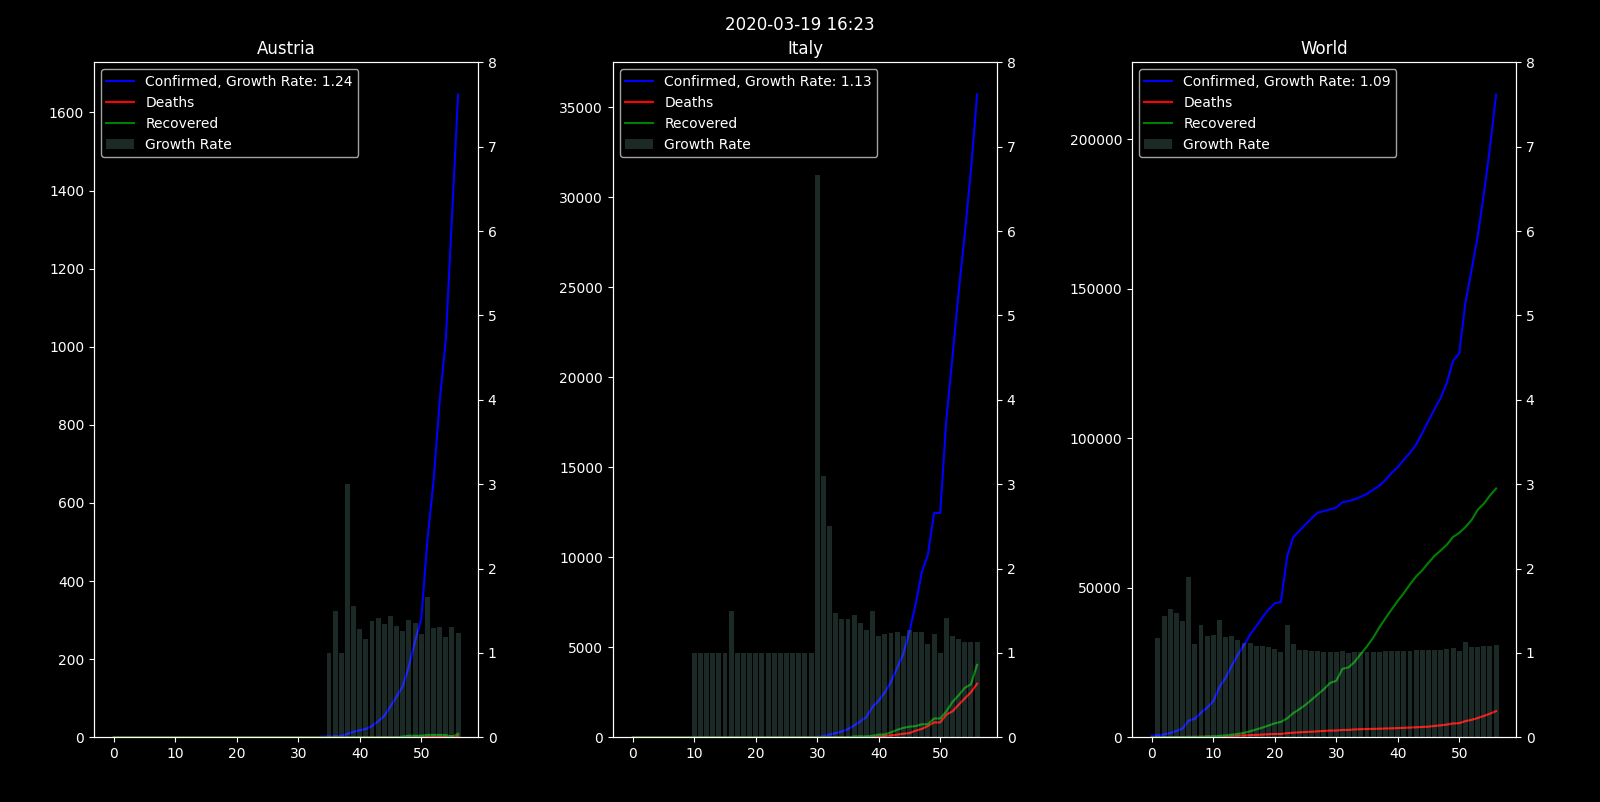 2020-03-19 16:23
Austria
Confirmed, Growth Rate: 1.24
Deaths
Recovered
Growth Rate
1600
1400
1200
1000
800
600
400
200
0
8
7
6
5
4
3
2
1
0
0 10 20 30 40 50
Italy
Confirmed, Growth Rate: 1.13
Deaths
Recovered
Growth Rate
35000
30000
25000
20000
15000
10000
5000
0
8
7
6
5
4
3
2
1
0
0 10 20 30 40 50
World
Confirmed, Growth Rate: 1.09
Deaths
Recovered
Growth Rate
200000
150000
100000
50000
0
8
7
6
5
4
3
2
1
0
0 10 20 30 40 50